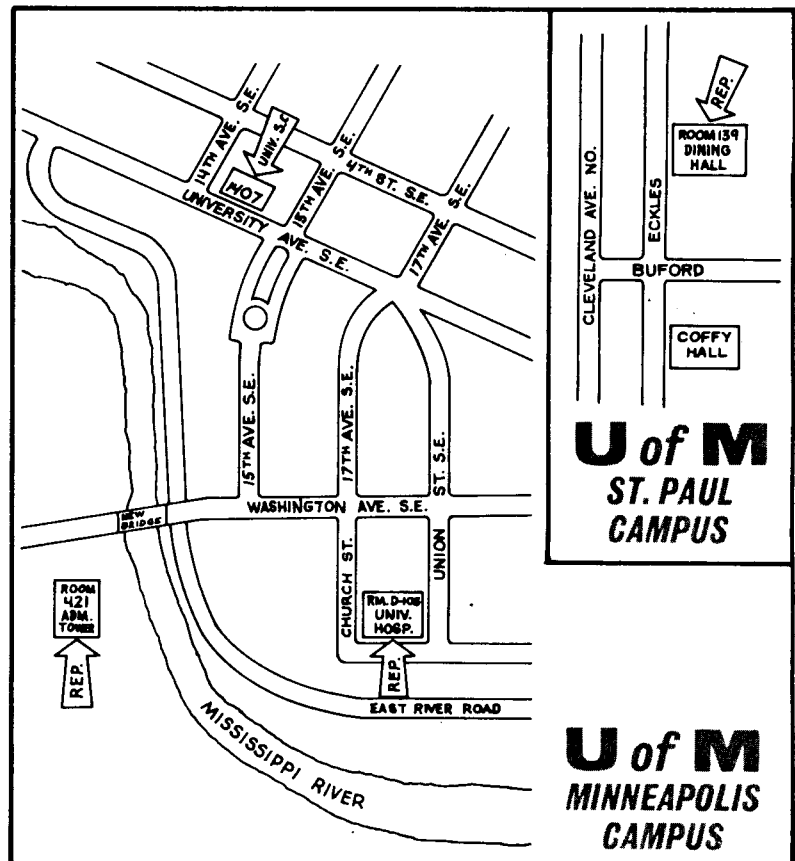 14TH AVE. S.E.
UNIV. S.C
1407
UNIVERSITY AVE. S.E.
15TH AVE. S.E.
4TH ST. S.E.
17TH AVE. S.E.
15TH AVE. S.E.
17TH AVE. S.E.
UNION ST. S.E.
WASHINGTON AVE. S.E.
NEW
BRIDGE
CHURCH ST.
ROOM
421
ADM.
TOWER
REP.
RM. D-105
UNIV.
HOSP.
REP.
EAST RIVER ROAD
MISSISSIPPI RIVER
U of M
MINNEAPOLIS
CAMPUS
CLEVELAND AVE. NO.
ECKLES
REP.
ROOM 139
DINING
HALL
BUFORD
COFFY
HALL
U of M
ST. PAUL
CAMPUS